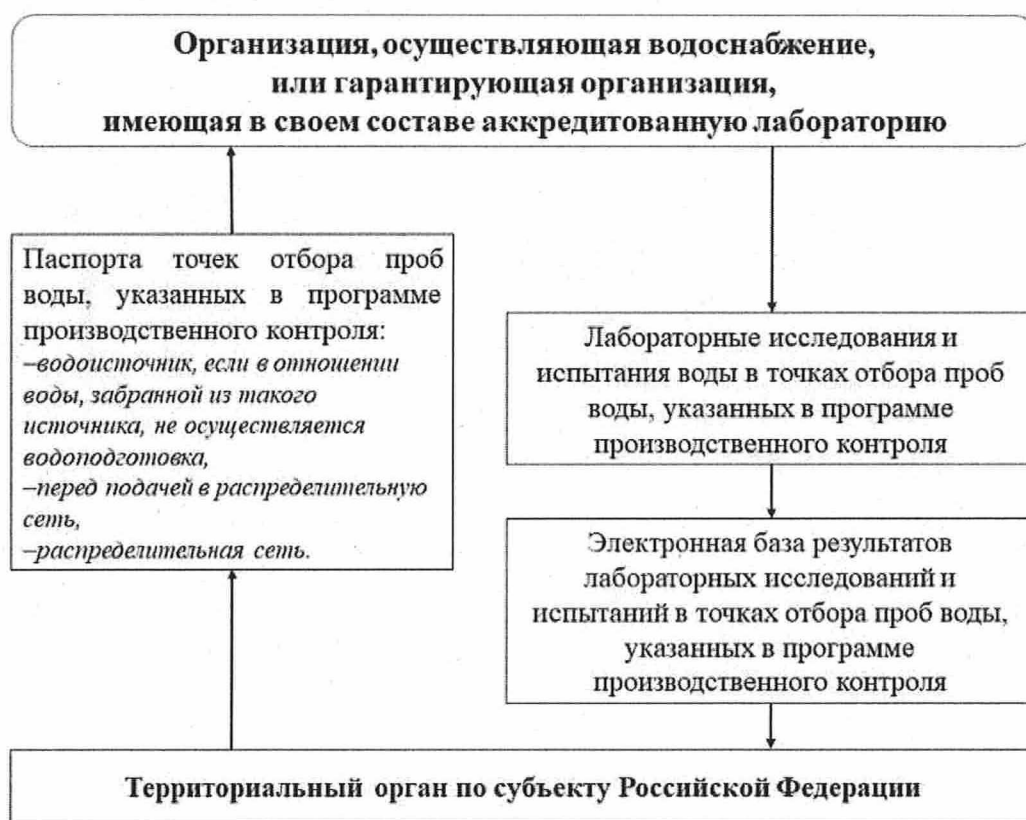 Организация, осуществляющая водоснабжение,
или гарантирующая организация,
имеющая в своем составе аккредитованную лабораторию
Паспорта точек отбора проб
воды, указанных в программе
производственного контроля:
–водоисточник, если в отношении
воды, забранной из такого
источника, не осуществляется
водоподготовка,
–перед подачей в распределительную
сеть,
–распределительная сеть.
Лабораторные исследования и
испытания воды в точках отбора проб
воды, указанных в программе
производственного контроля
Электронная база результатов
лабораторных исследований и
испытаний в точках отбора проб воды,
указанных в программе
производственного контроля
Территориальный орган по субъекту Российской Федерации